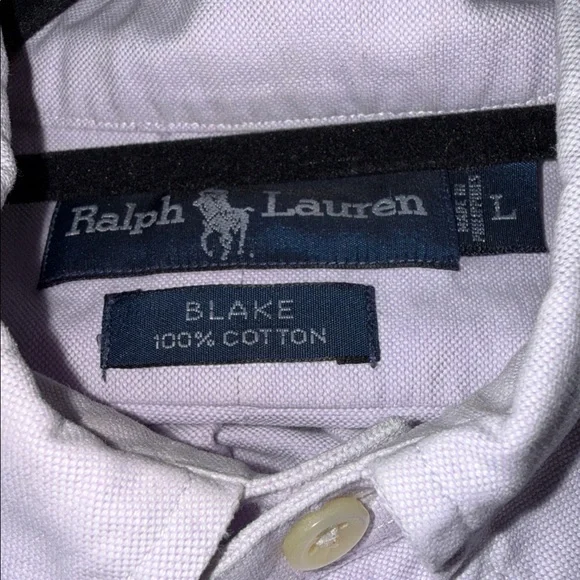 Ralph Lauren
L
BLAKE
100% COTTON